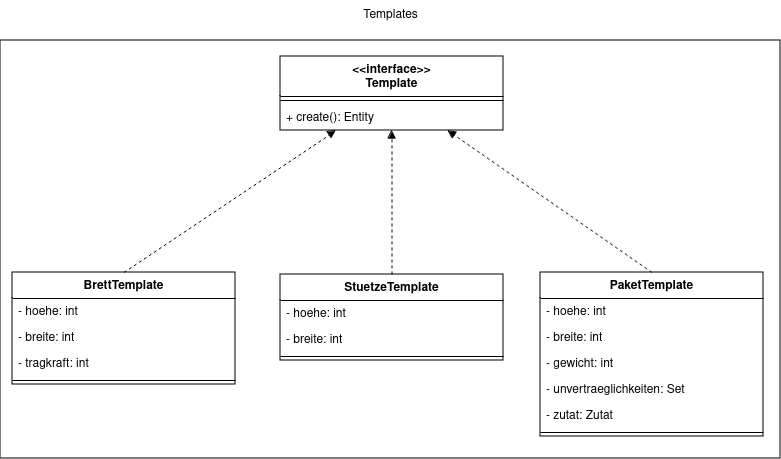 Templates
<<interface>>
Template
+ create(): Entity
BrettTemplate
- hoehe: int
- breite: int
- tragkraft: int
StuetzeTemplate
- hoehe: int
- breite: int
PaketTemplate
- hoehe: int
- breite: int
- gewicht: int
- unvertraeglichkeiten: Set
- zutat: Zutat